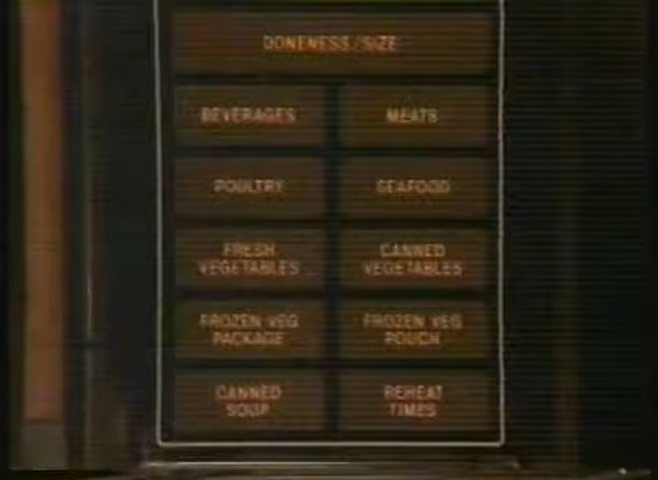 DONENESS/SIZE
BEVERAGES
MEATS
POULTRY
SEAFOOD
FRESH
VEGETABLES
CANNED
VEGETABLES
FROZEN VEG
PACKAGE
FROZEN VEG
POUCH
CANNED
SOUP
REHEAT
TIMES